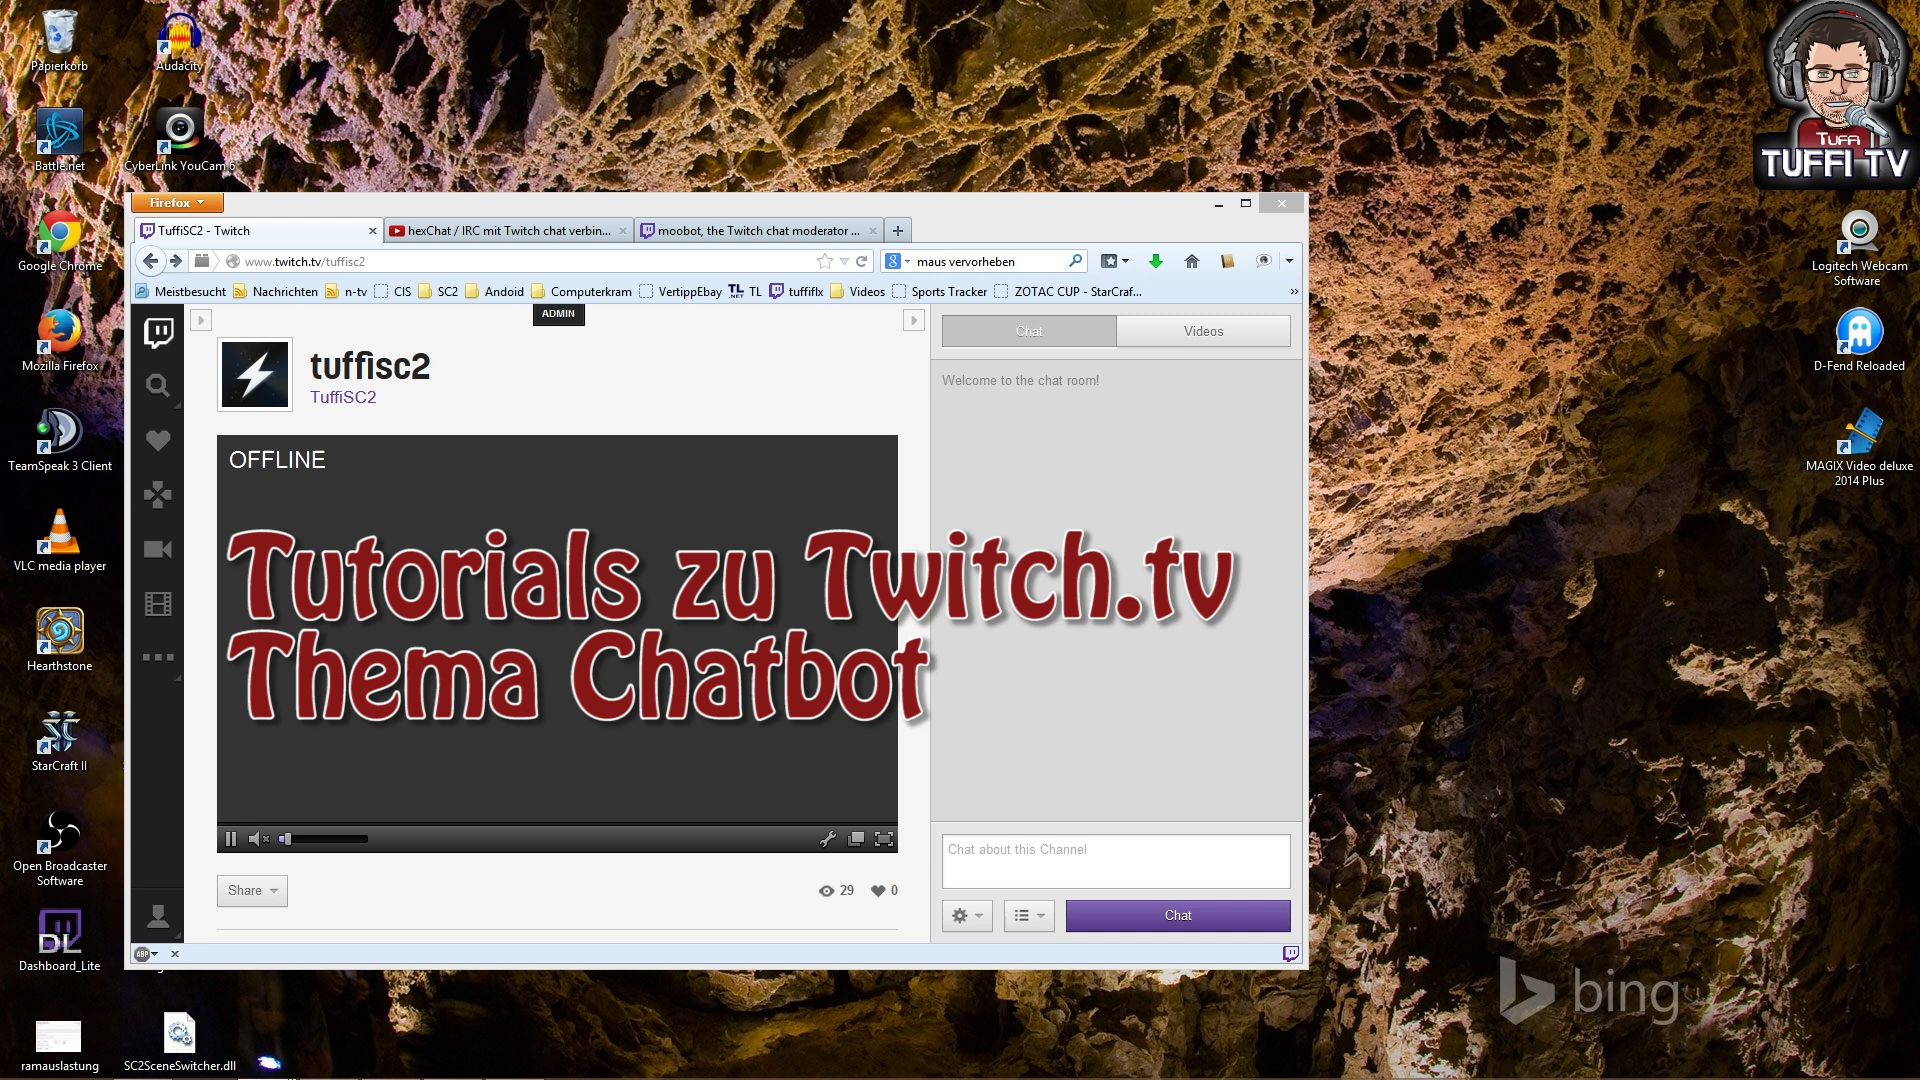 Papierkorb
Audacity
Battle.net
CyberLink YouCam 6
Google Chrome
Mozilla Firefox
TeamSpeak 3 Client
VLC media player
Hearthstone
StarCraft II
Open Broadcaster
Software
DL
Dashboard_Lite
ramauslastung
SC2SceneSwitcher.dll
Firefox
TuffiSC2 - Twitch
hexChat / IRC mit Twitch chat verbin...
moobot, the Twitch chat moderator ...
www.twitch.tv/tuffisc2
maus vervorheben
Meistbesucht
Nachrichten
n-tv
CIS
SC2
Andoid
Computerkram
VertippEbay
TL
tuffiflx
Videos
Sports Tracker
ZOTAC CUP - StarCraf...
ADMIN
tuffisc2
TuffiSC2
OFFLINE
Tutorials zu Twitch.tv
Thema Chatbot
Share
29
0
Chat
Videos
Welcome to the chat room!
Chat about this Channel
Chat
ABP
TUFFI
TUFFI TV
Logitech Webcam
Software
D-Fend Reloaded
MAGIX Video deluxe
2014 Plus
bing